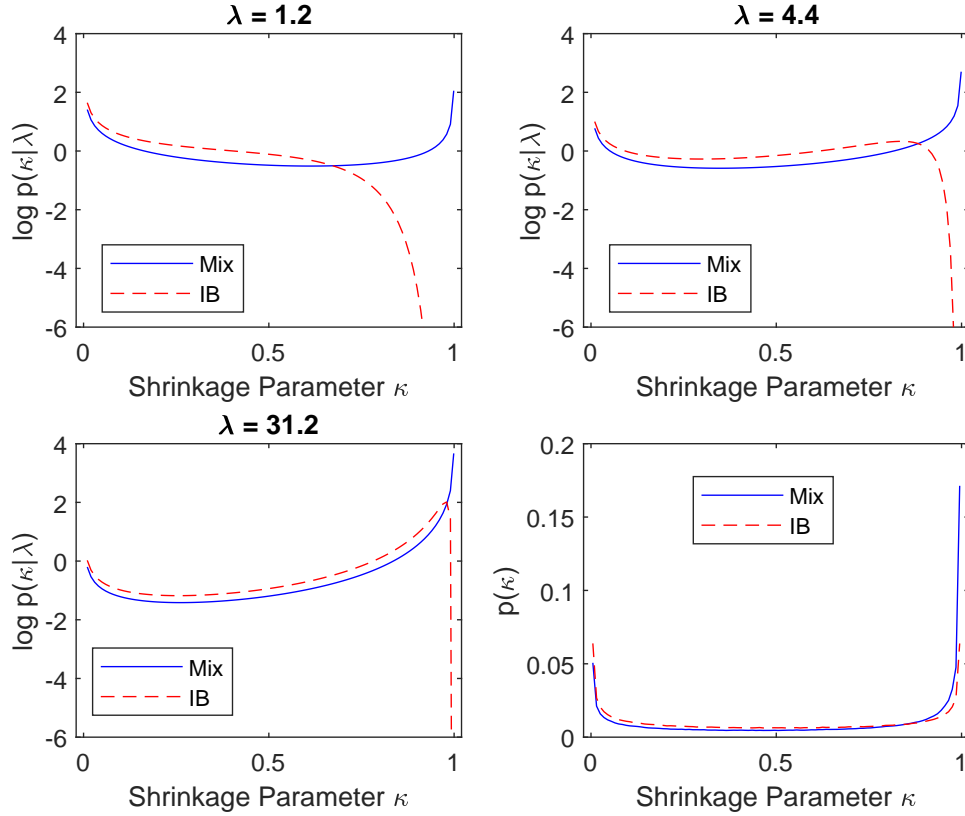 λ = 1.2
4
2
0
-2
-4
-6
log p(κ|λ)
Mix
IB
0
0.5
1
Shrinkage Parameter κ
λ = 4.4
4
2
0
-2
-4
-6
log p(κ|λ)
Mix
IB
0
0.5
1
Shrinkage Parameter κ
λ = 31.2
4
2
0
-2
-4
-6
log p(κ|λ)
Mix
IB
0
0.5
1
Shrinkage Parameter κ
0.2
0.15
0.1
0.05
0
p(κ)
Mix
IB
0
0.5
1
Shrinkage Parameter κ